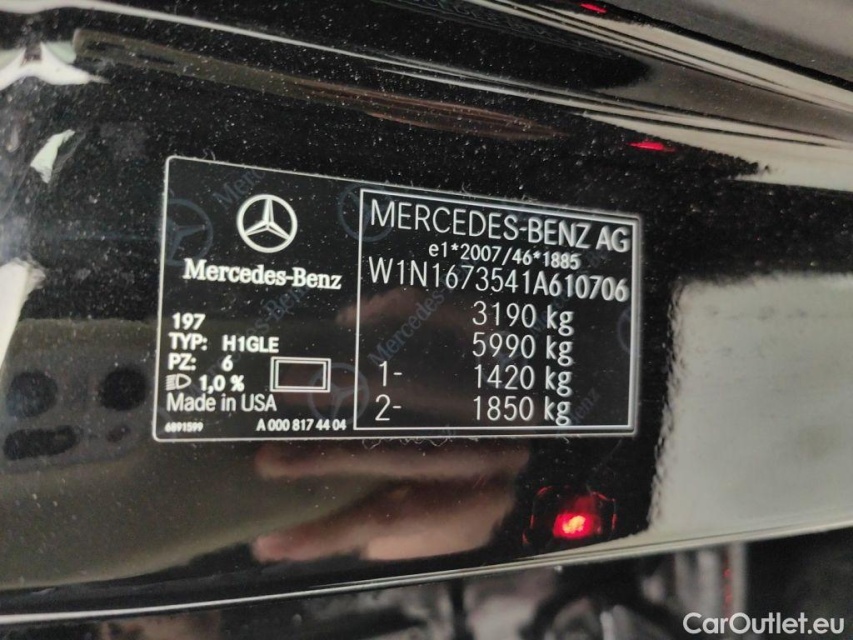 Mercedes-Benz
197
TYP: H1GLE
PZ: 6
1,0 %
Made in USA
6891599
A 000 817 44 04
MERCEDES-BENZ AG
e1*2007/46*1885
W1N1673541A610706
3190 kg
5990 kg
1- 1420 kg
2- 1850 kg
CarOutlet.eu